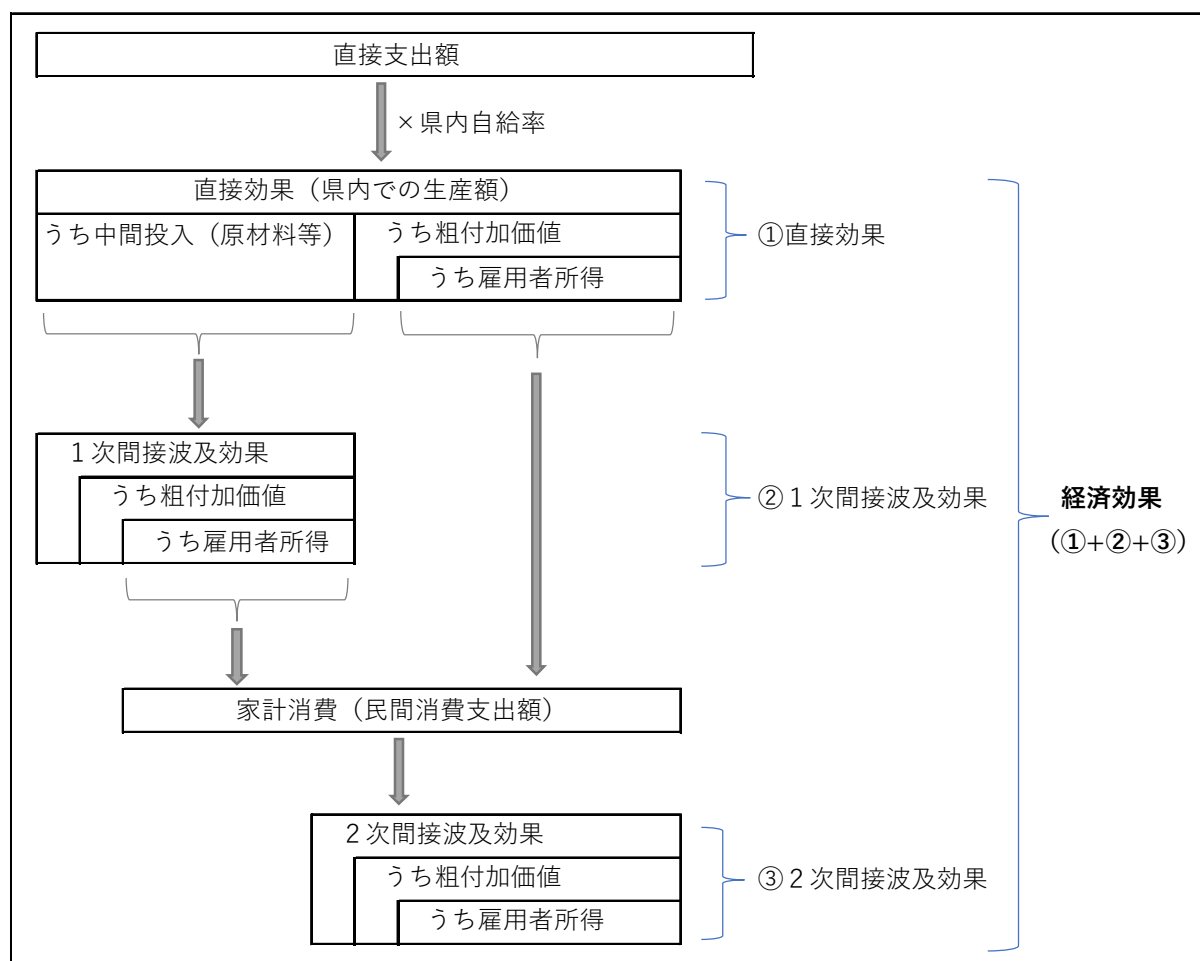 直接支出額
×県内自給率
直接効果（県内での生産額）
うち中間投入（原材料等）
うち粗付加価値
うち雇用者所得
①直接効果
１次間接波及効果
うち粗付加価値
うち雇用者所得
②１次間接波及効果
経済効果
（①+②+③）
家計消費（民間消費支出額）
２次間接波及効果
うち粗付加価値
うち雇用者所得
③２次間接波及効果